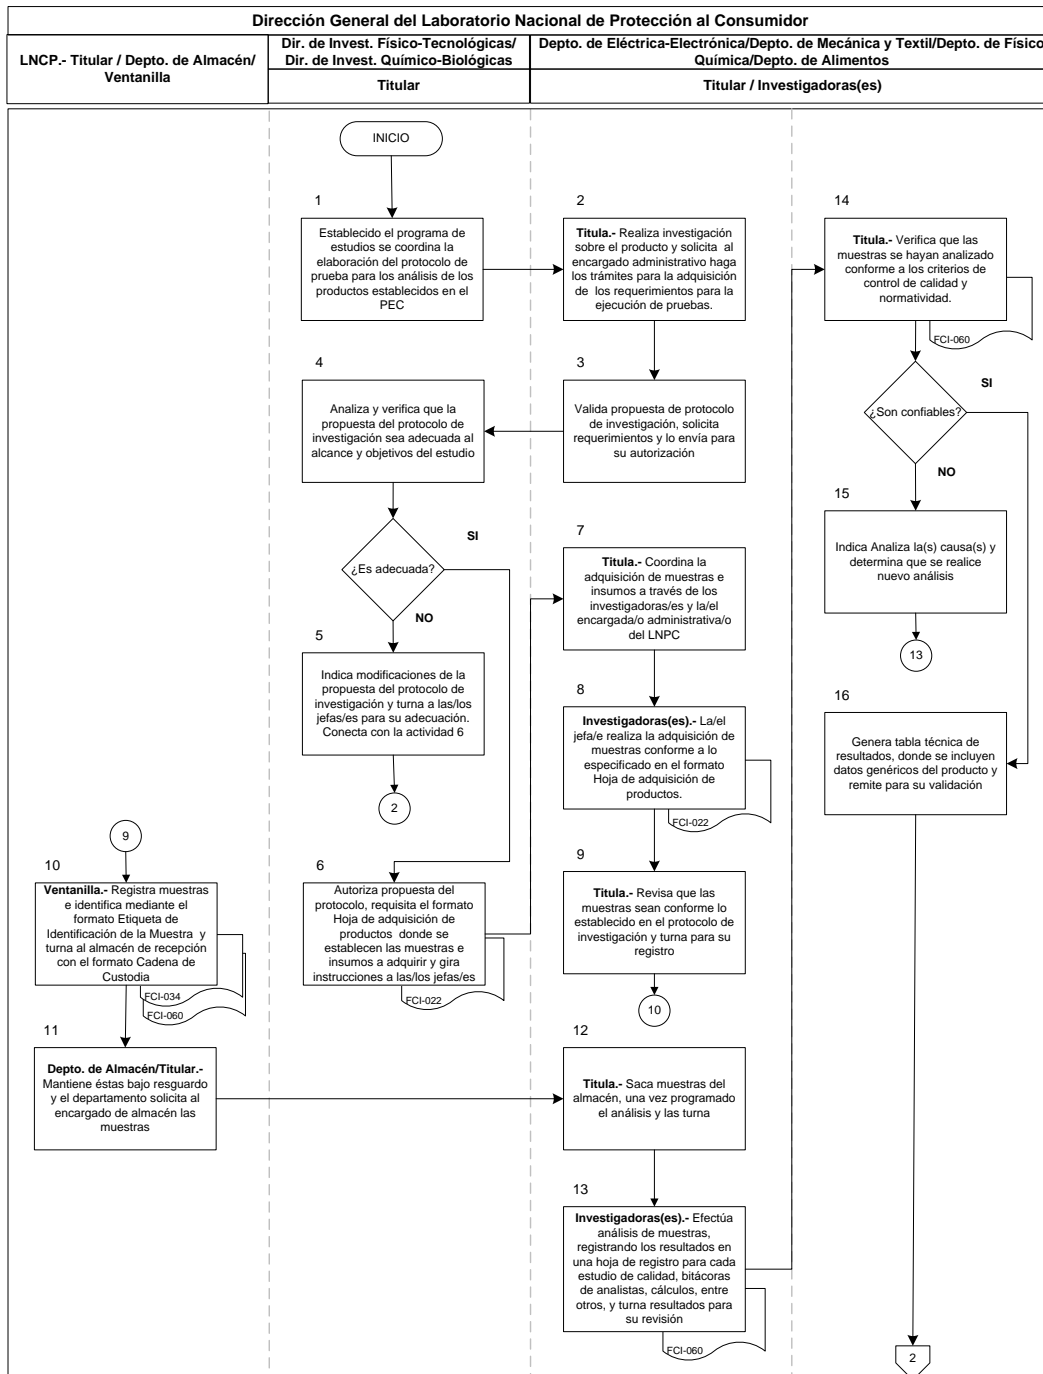 Dirección General del Laboratorio Nacional de Protección al Consumidor
LNCP.- Titular / Depto. de Almacén/
Ventanilla
Dir. de Invest. Físico-Tecnológicas/
Dir. de Invest. Químico-Biológicas
Titular
Depto. de Eléctrica-Electrónica/Depto. de Mecánica y Textil/Depto. de Físico
Química/Depto. de Alimentos
Titular / Investigadoras(es)
INICIO
1
Establecido el programa de
estudios se coordina la
elaboración del protocolo de
prueba para los análisis de los
productos establecidos en el
PEC
2
Titula.- Realiza investigación
sobre el producto y solicita al
encargado administrativo haga
los trámites para la adquisición
de los requerimientos para la
ejecución de pruebas.
3
Valida propuesta de protocolo
de investigación, solicita
requerimientos y lo envía para
su autorización
4
Analiza y verifica que la
propuesta del protocolo de
investigación sea adecuada al
alcance y objetivos del estudio
¿Es adecuada?
SI
NO
5
Indica modificaciones de la
propuesta del protocolo de
investigación y turna a las/los
jefas/es para su adecuación.
Conecta con la actividad 6
2
6
Autoriza propuesta del
protocolo, requisita el formato
Hoja de adquisición de
productos donde se
establecen las muestras e
insumos a adquirir y gira
instrucciones a las/los jefas/es
FCI-022
7
Titula.- Coordina la
adquisición de muestras e
insumos a través de los
investigadoras/es y la/el
encargada/o administrativa/o
del LNPC
8
Investigadoras(es).- La/el
jefa/e realiza la adquisición de
muestras conforme a lo
especificado en el formato
Hoja de adquisición de
productos.
FCI-022
9
Titula.- Revisa que las
muestras sean conforme lo
establecido en el protocolo de
investigación y turna para su
registro
10
9
10
Ventanilla.- Registra muestras
e identifica mediante el
formato Etiqueta de
Identificación de la Muestra y
turna al almacén de recepción
con el formato Cadena de
Custodia
FCI-034
FCI-060
11
Depto. de Almacén/Titular.-
Mantiene éstas bajo resguardo
y el departamento solicita al
encargado de almacén las
muestras
12
Titula.- Saca muestras del
almacén, una vez programado
el análisis y las turna
13
Investigadoras(es).- Efectúa
análisis de muestras,
registrando los resultados en
una hoja de registro para cada
estudio de calidad, bitácoras
de analistas, cálculos, entre
otros, y turna resultados para
su revisión
FCI-060
14
Titula.- Verifica que las
muestras se hayan analizado
conforme a los criterios de
control de calidad y
normatividad.
FCI-060
¿Son confiables?
SI
NO
15
Indica Analiza la(s) causa(s) y
determina que se realice
nuevo análisis
13
16
Genera tabla técnica de
resultados, donde se incluyen
datos genéricos del producto y
remite para su validación
2